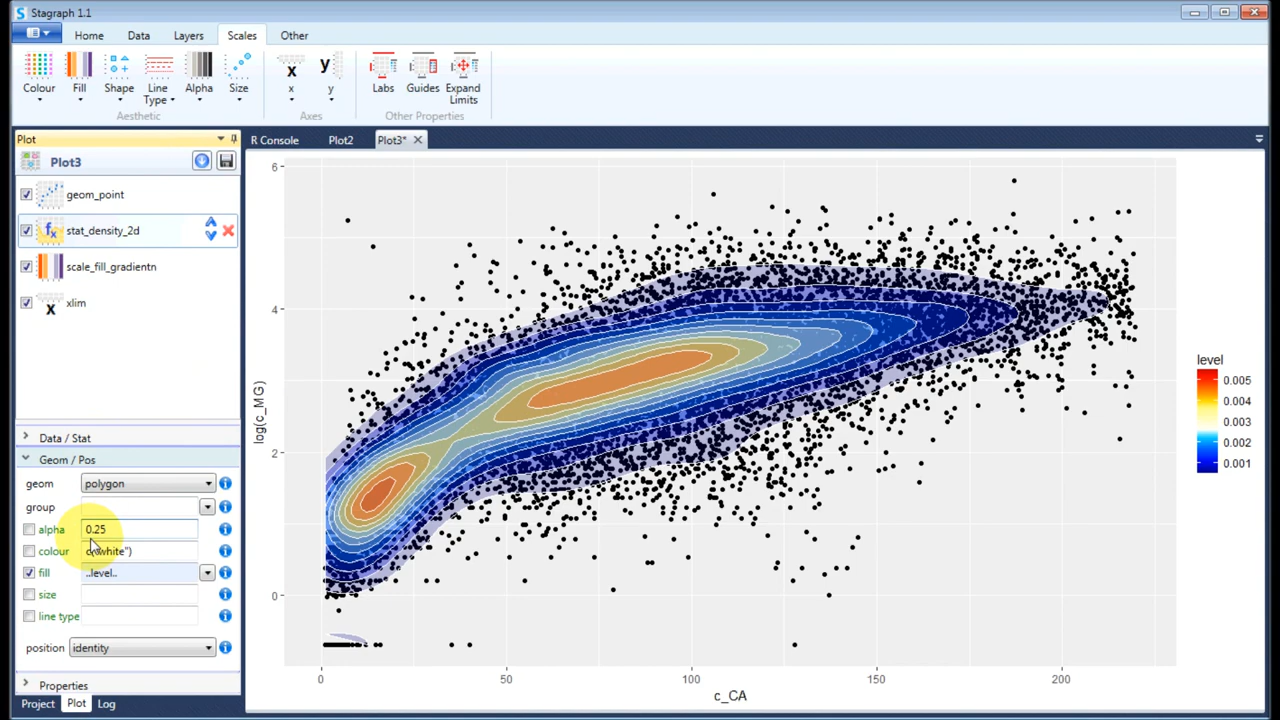 Stagraph 1.1
Home Data Layers Scales Other
Colour Fill Shape Line Type Alpha Size x y Labs Guides Expand Limits
Aesthetic Axes Other Properties
Plot R Console Plot2 Plot3*
Plot3
geom_point
stat_density_2d
scale_fill_gradientn
xlim
Data / Stat
Geom / Pos
geom polygon
group
alpha 0.25
colour c("white")
fill ..level..
size
line type
position identity
Properties
Project Plot Log
6
4
2
0
log(c_MG)
0 50 100 150 200
c_CA
level
0.005
0.004
0.003
0.002
0.001